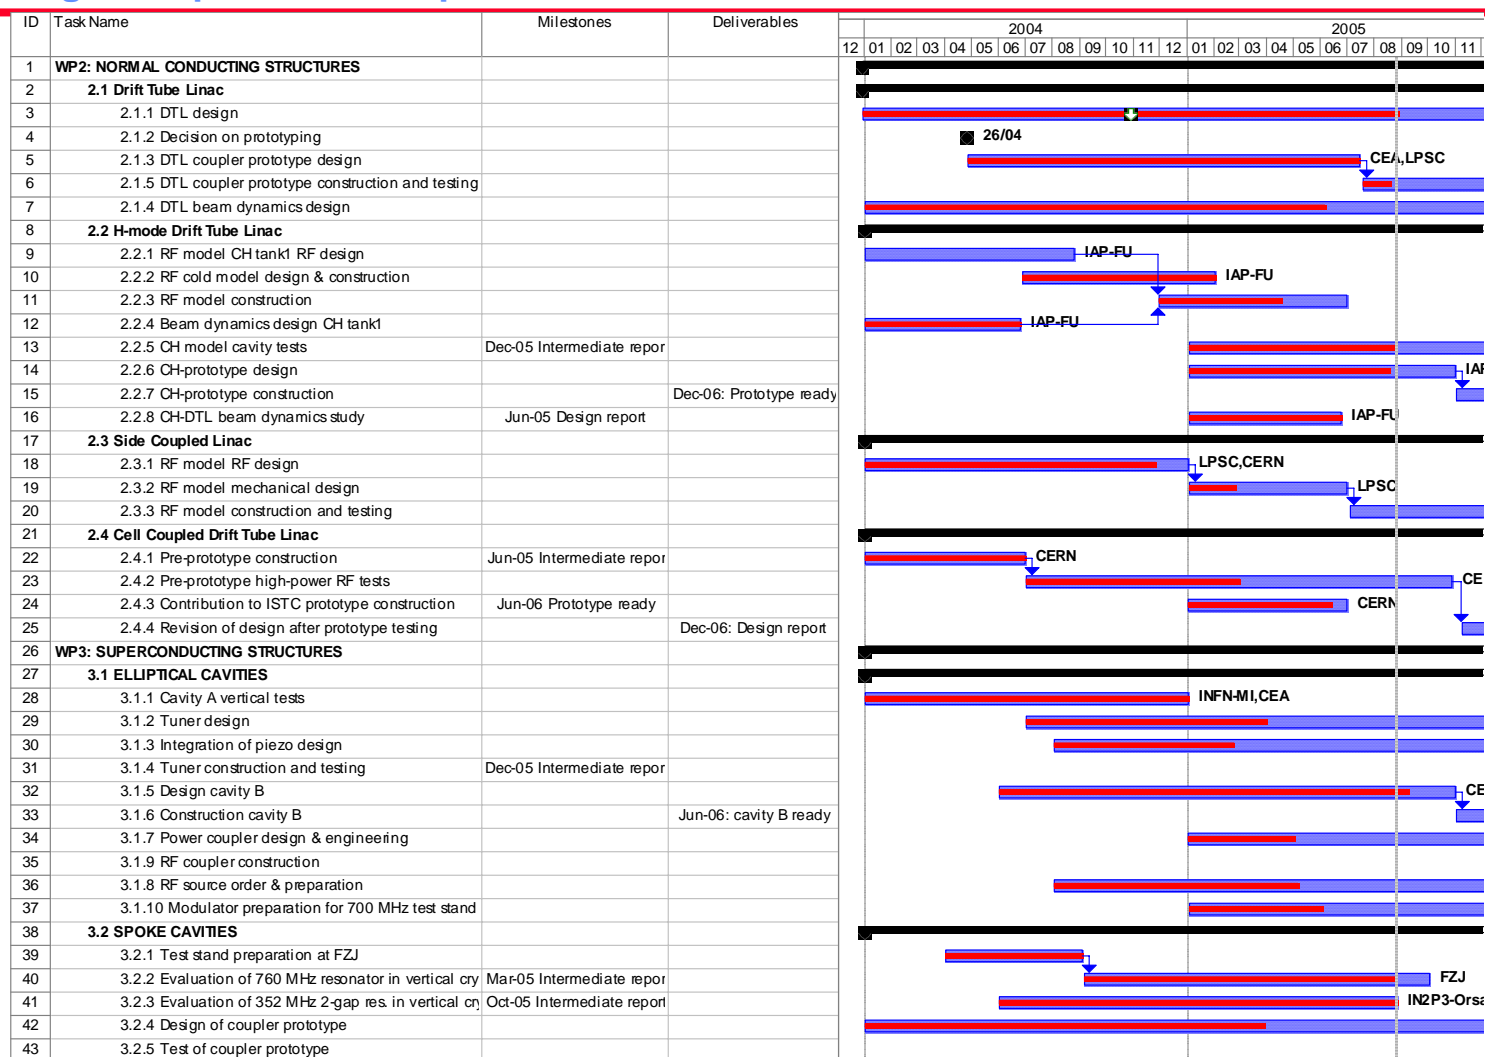 ID Task Name Milestones Deliverables 2004 2005
12 01 02 03 04 05 06 07 08 09 10 11 12 01 02 03 04 05 06 07 08 09 10 11
1 WP2: NORMAL CONDUCTING STRUCTURES
2 2.1 Drift Tube Linac
3 2.1.1 DTL design
4 2.1.2 Decision on prototyping 26/04
5 2.1.3 DTL coupler prototype design CEA,LPSC
6 2.1.5 DTL coupler prototype construction and testing
7 2.1.4 DTL beam dynamics design
8 2.2 H-mode Drift Tube Linac
9 2.2.1 RF model CH tank1 RF design IAP-FU
10 2.2.2 RF cold model design & construction IAP-FU
11 2.2.3 RF model construction
12 2.2.4 Beam dynamics design CH tank1 IAP-FU
13 2.2.5 CH model cavity tests Dec-05 Intermediate repor
14 2.2.6 CH-prototype design IAF
15 2.2.7 CH-prototype construction Dec-06: Prototype ready
16 2.2.8 CH-DTL beam dynamics study Jun-05 Design report IAP-FU
17 2.3 Side Coupled Linac
18 2.3.1 RF model RF design LPSC,CERN
19 2.3.2 RF model mechanical design LPSC
20 2.3.3 RF model construction and testing
21 2.4 Cell Coupled Drift Tube Linac
22 2.4.1 Pre-prototype construction Jun-05 Intermediate repor CERN
23 2.4.2 Pre-prototype high-power RF tests CE
24 2.4.3 Contribution to ISTC prototype construction Jun-06 Prototype ready CERN
25 2.4.4 Revision of design after prototype testing Dec-06: Design report
26 WP3: SUPERCONDUCTING STRUCTURES
27 3.1 ELLIPTICAL CAVITIES
28 3.1.1 Cavity A vertical tests INFN-MI,CEA
29 3.1.2 Tuner design
30 3.1.3 Integration of piezo design
31 3.1.4 Tuner construction and testing Dec-05 Intermediate repor
32 3.1.5 Design cavity B CE
33 3.1.6 Construction cavity B Jun-06: cavity B ready
34 3.1.7 Power coupler design & engineering
35 3.1.9 RF coupler construction
36 3.1.8 RF source order & preparation
37 3.1.10 Modulator preparation for 700 MHz test stand
38 3.2 SPOKE CAVITIES
39 3.2.1 Test stand preparation at FZJ
40 3.2.2 Evaluation of 760 MHz resonator in vertical cry Mar-05 Intermediate repor FZJ
41 3.2.3 Evaluation of 352 MHz 2-gap res. in vertical cry Oct-05 Intermediate report IN2P3-Orsa
42 3.2.4 Design of coupler prototype
43 3.2.5 Test of coupler prototype